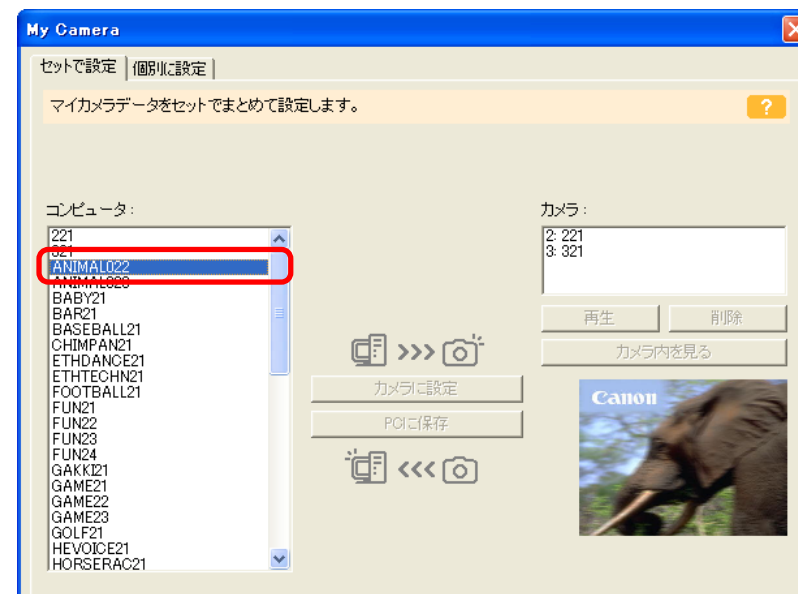 My Camera
セットで設定
個別に設定
マイカメラデータをセットでまとめて設定します。
?
コンピュータ:
カメラ:
221
321
ANIMAL022
ANIMAL023
BABY21
BAR21
BASEBALL21
CHIMPAN21
ETHDANCE21
ETHTECHN21
FOOTBALL21
FUN21
FUN22
FUN23
FUN24
GAKKI21
GAME21
GAME22
GAME23
GOLF21
HEVOICE21
HORSERAC21
>>>
カメラに設定
PCに保存
<<<
2: 221
3: 321
再生
削除
カメラ内を見る
Canon